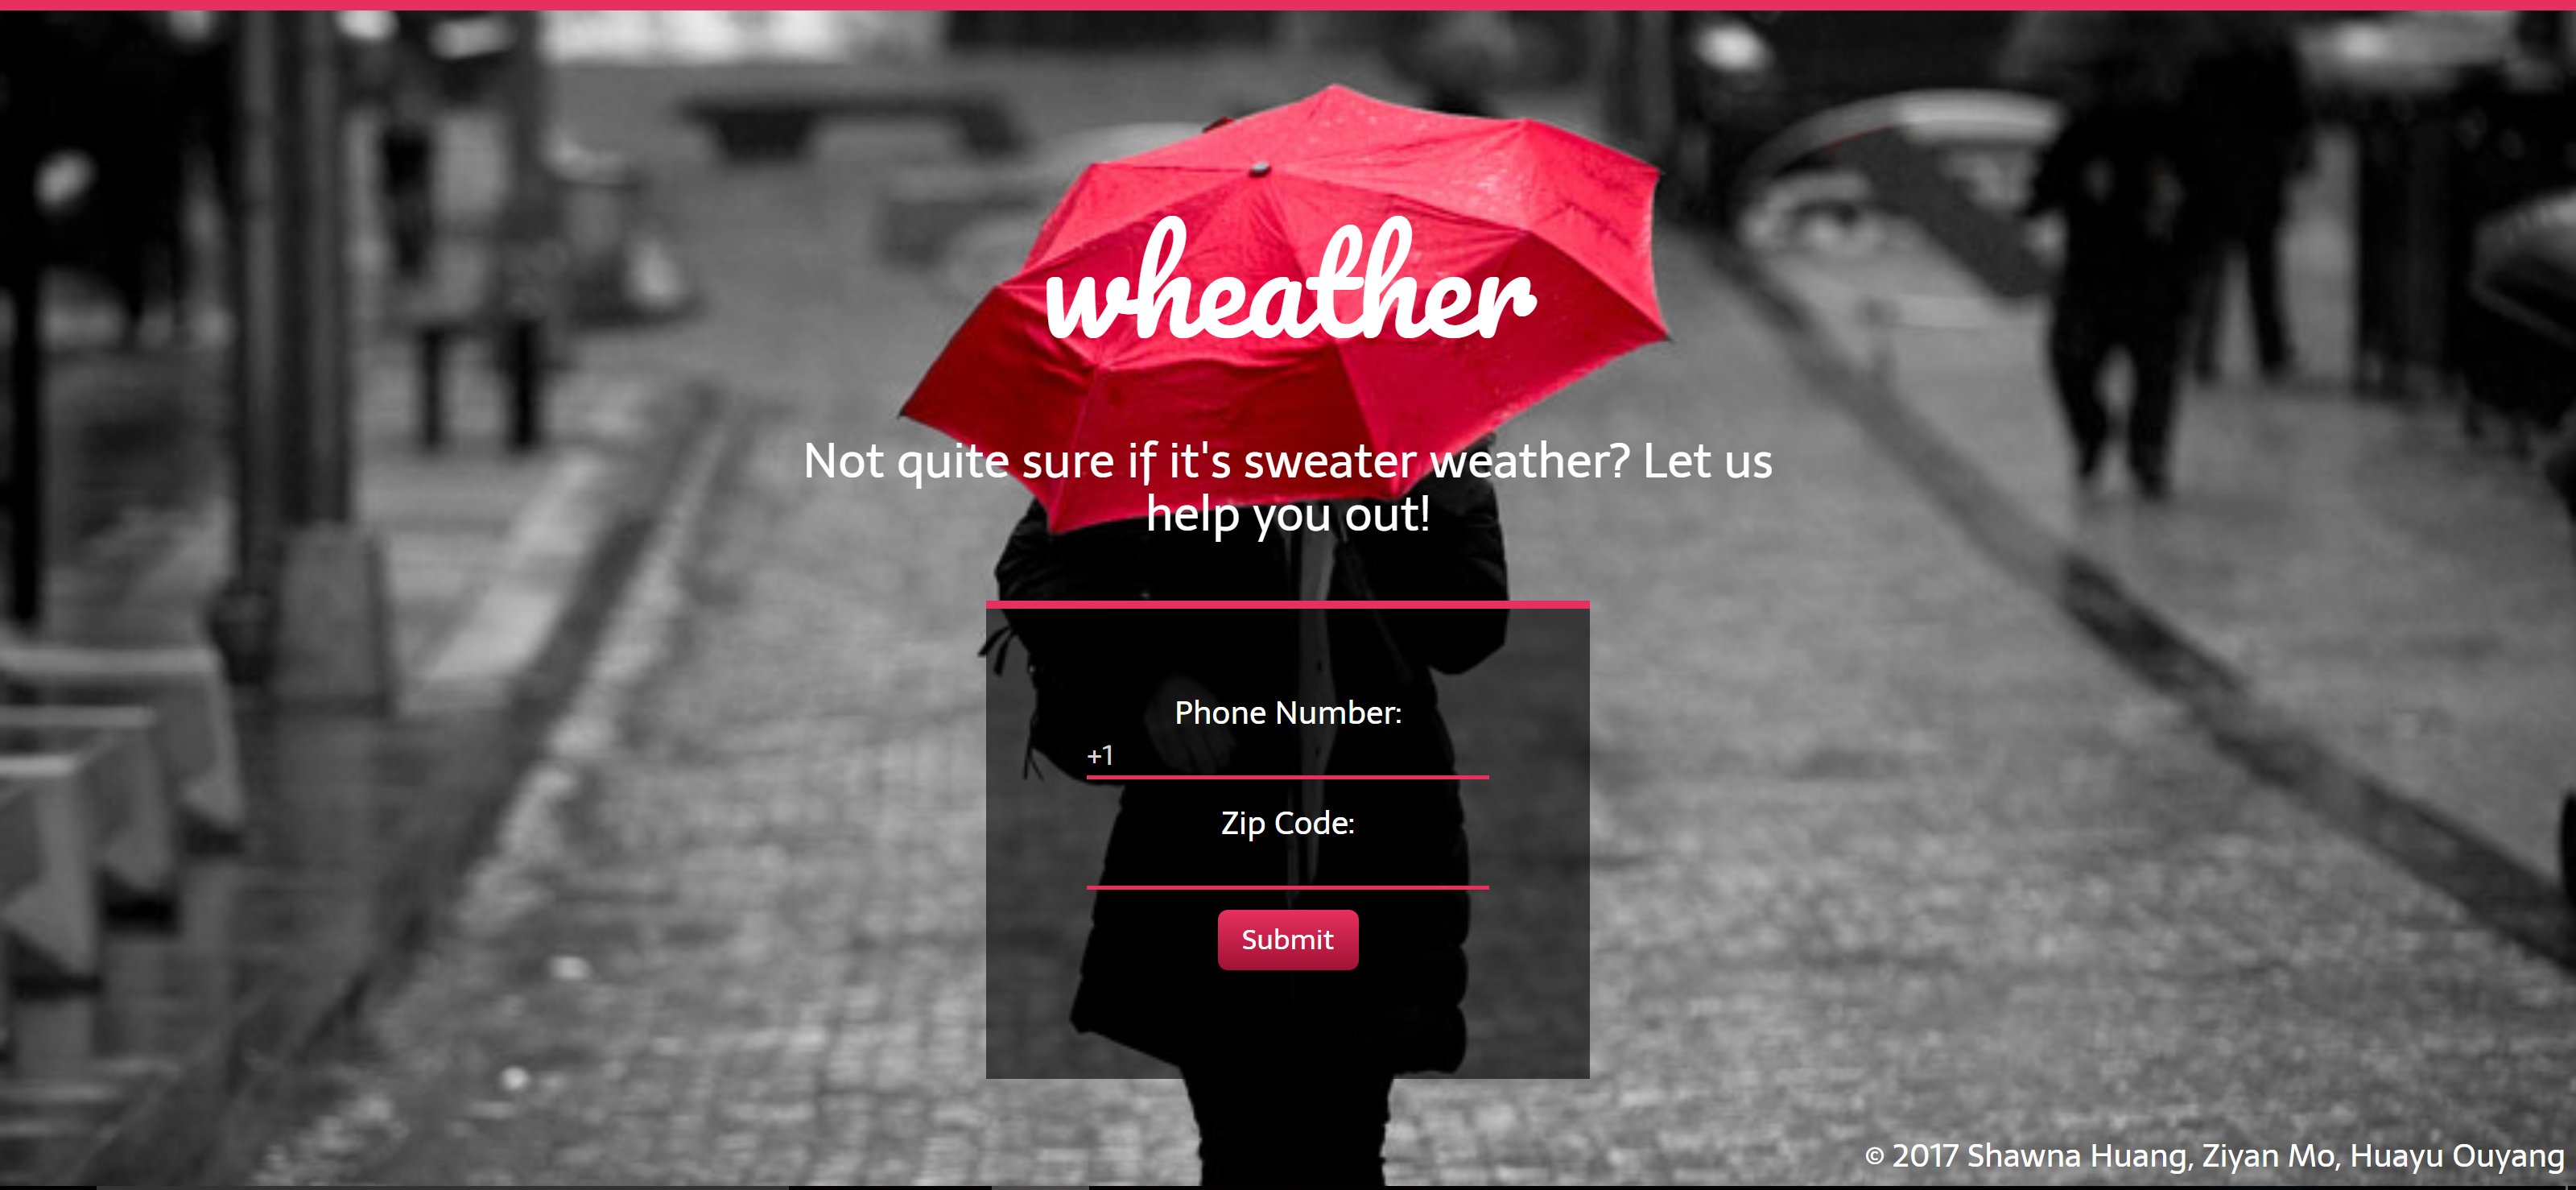 wheather
Not quite sure if it's sweater weather? Let us
help you out!
Phone Number:
+1
Zip Code:
Submit
© 2017 Shawna Huang, Ziyan Mo, Huayu Ouyang